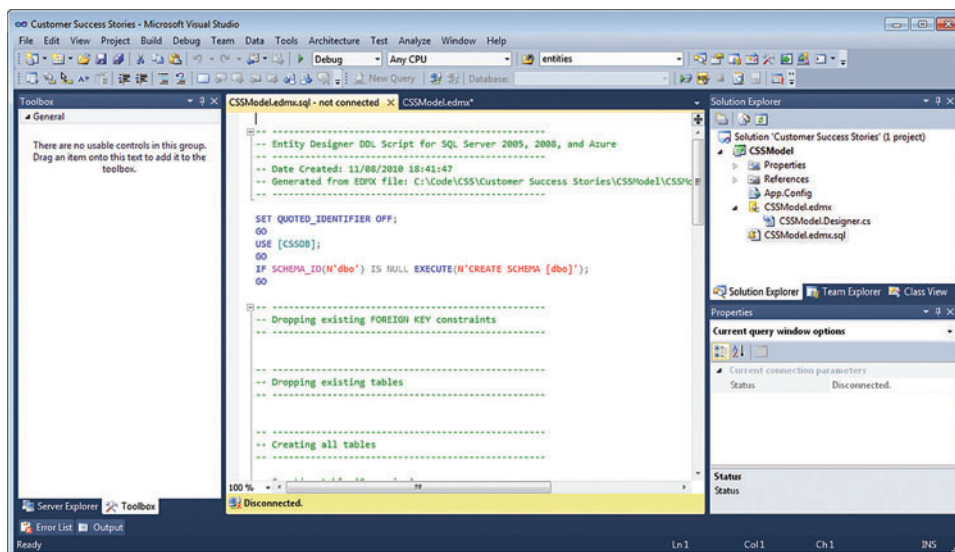 Customer Success Stories - Microsoft Visual Studio
File Edit View Project Build Debug Team Data Tools Architecture Test Analyze Window Help
Debug Any CPU entities
New Query Database:
Toolbox
General
There are no usable controls in this group.
Drag an item onto this text to add it to the
toolbox.
Server Explorer Toolbox
CSSModel.edmx.sql - not connected CSSModel.edmx*
-- --------------------------------------------------
-- Entity Designer DDL Script for SQL Server 2005, 2008, and Azure
-- --------------------------------------------------
-- Date Created: 11/08/2010 18:41:47
-- Generated from EDMX file: C:\Code\CSS\Customer Success Stories\CSSModel\CSSMo
-- --------------------------------------------------
SET QUOTED_IDENTIFIER OFF;
GO
USE [CSSDB];
GO
IF SCHEMA_ID(N'dbo') IS NULL EXECUTE(N'CREATE SCHEMA [dbo]');
GO
-- --------------------------------------------------
-- Dropping existing FOREIGN KEY constraints
-- --------------------------------------------------
-- --------------------------------------------------
-- Dropping existing tables
-- --------------------------------------------------
-- --------------------------------------------------
-- Creating all tables
-- --------------------------------------------------
100 %
Disconnected.
Solution Explorer
Solution 'Customer Success Stories' (1 project)
CSSModel
Properties
References
App.Config
CSSModel.edmx
CSSModel.Designer.cs
CSSModel.edmx.sql
Solution Explorer Team Explorer Class View
Properties
Current query window options
Current connection parameters
Status Disconnected.
Status
Status
Error List Output
Ready Ln 1 Col 1 Ch 1 INS